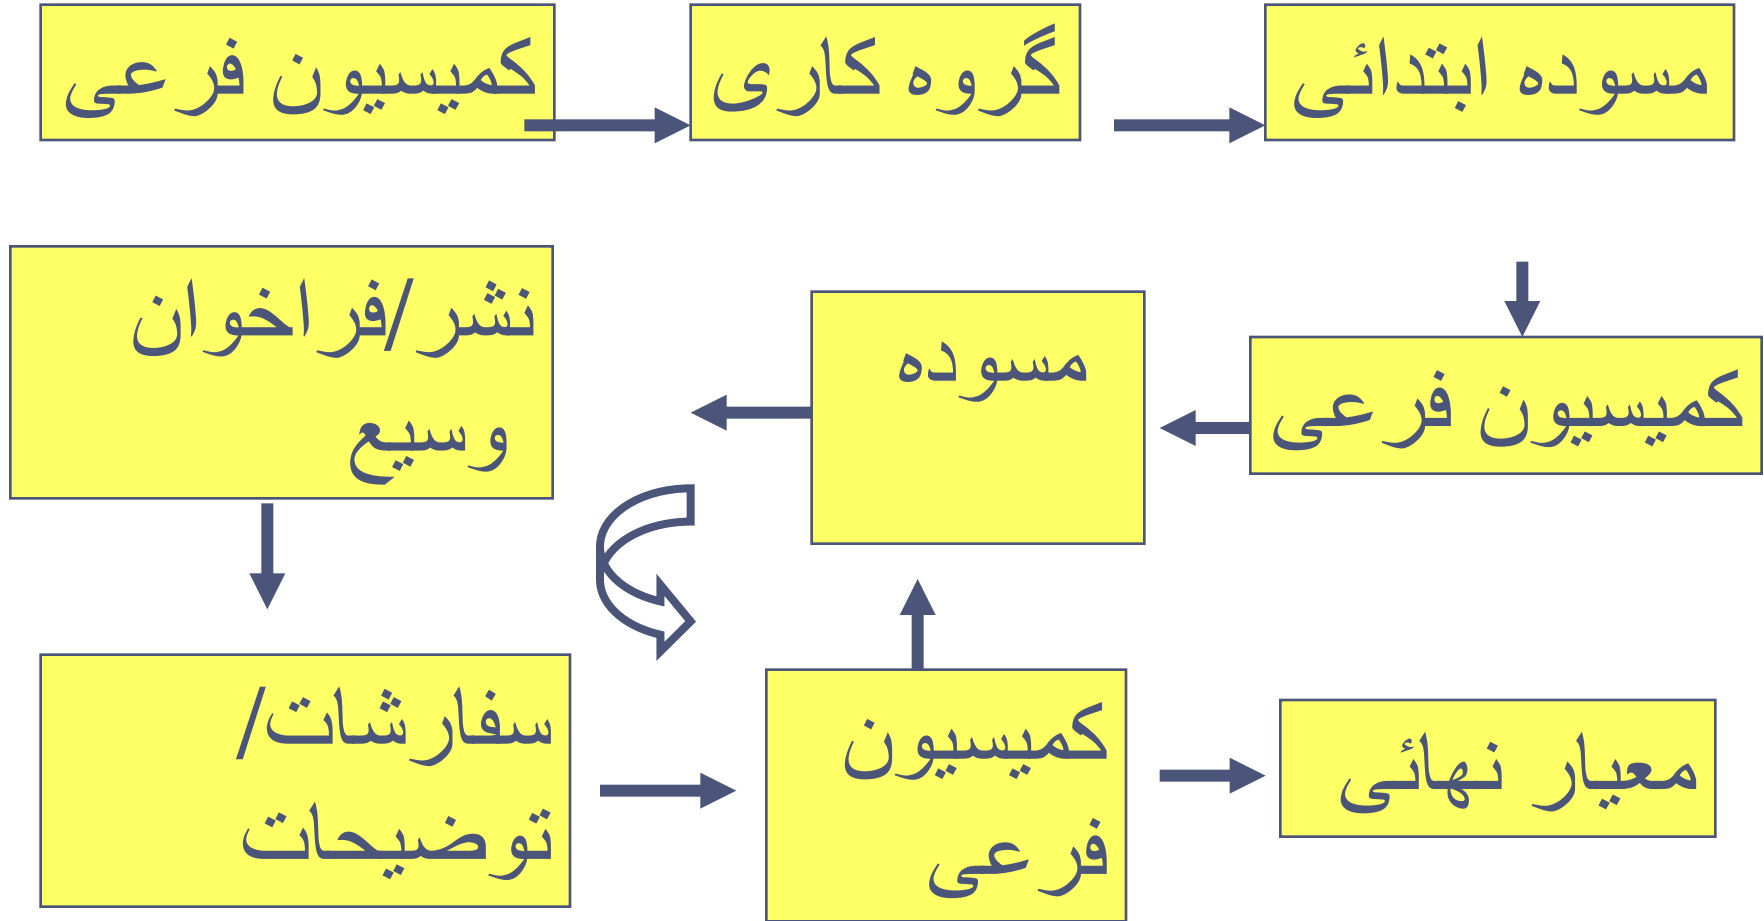 کمیسیون فرعی
گروه کاری
مسوده ابتدائی
کمیسیون فرعی
مسوده
نشر/فراخوان
وسیع
سفارشات/
توضیحات
کمیسیون
فرعی
معیار نهائی